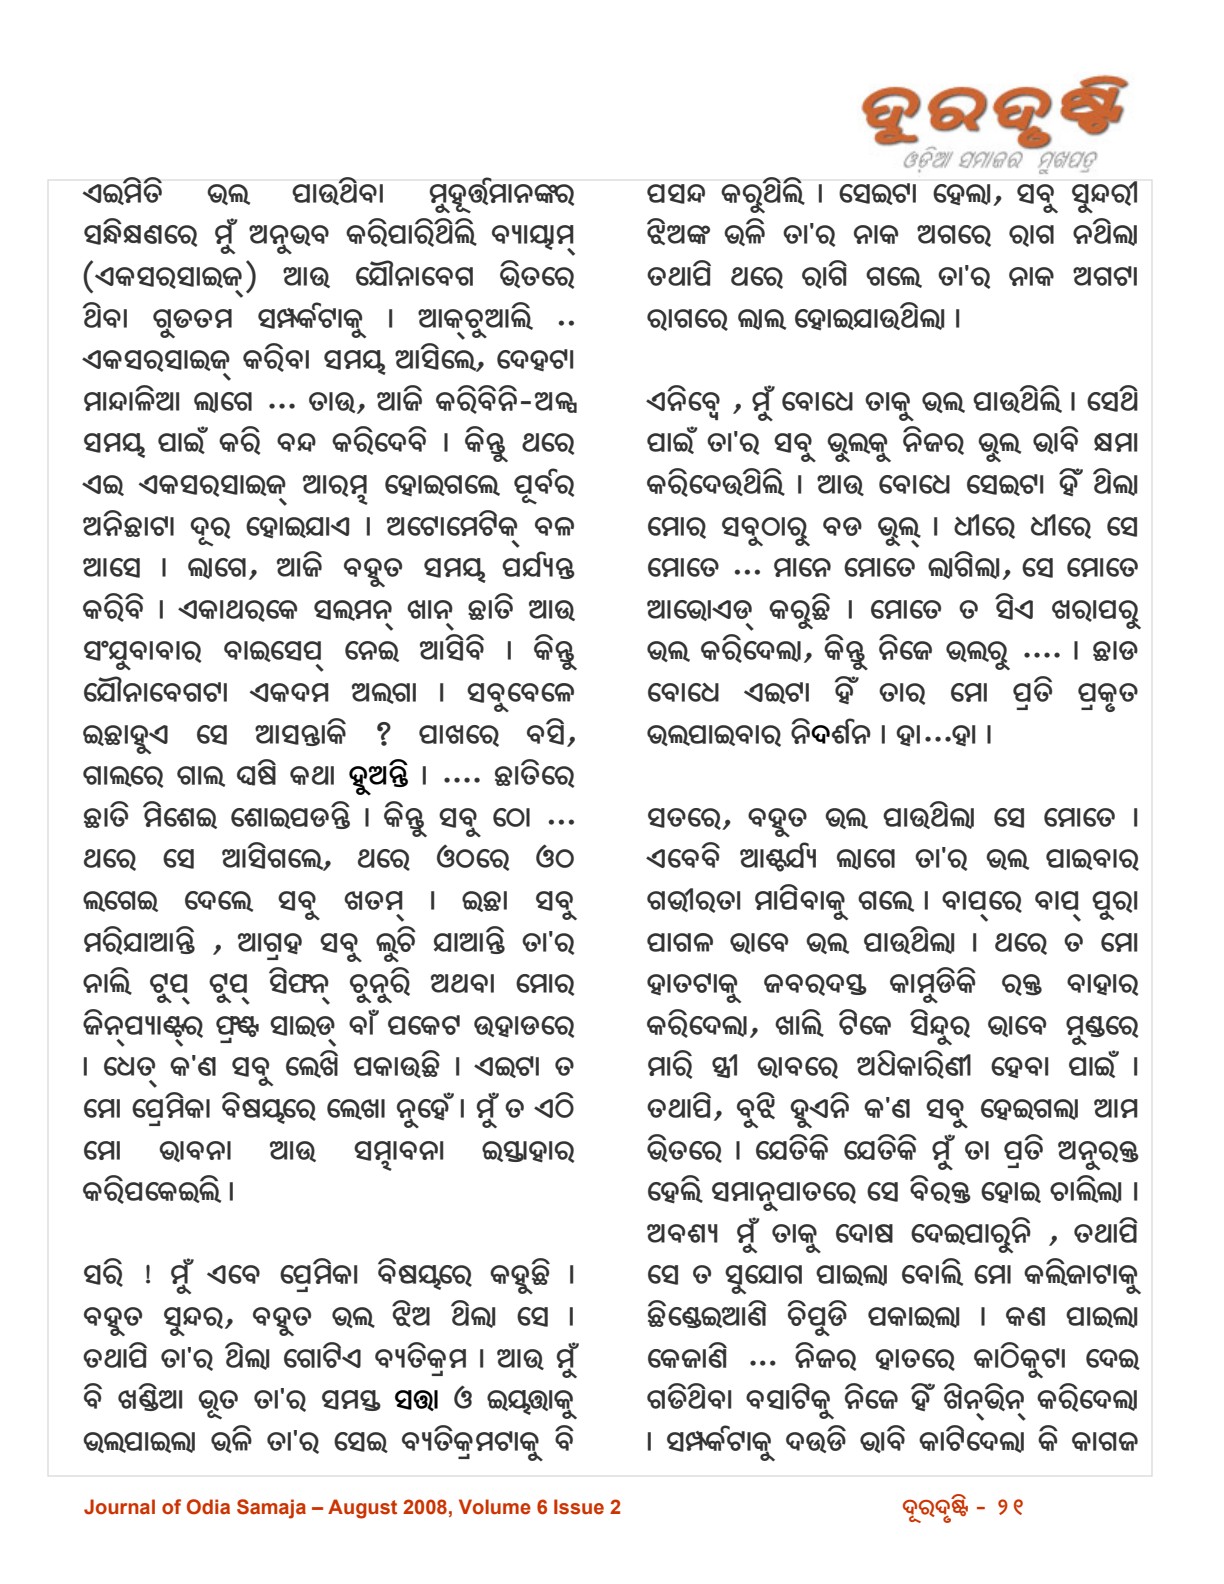 ଦୁରଦୃଷ୍ଟି
ଓଡ଼ିଆ ସମାଜର ମୁଖପତ୍ର
ଏଇମିତି ଭଲ ପାଉଥିବା ମୁହୂର୍ତ୍ତମାନଙ୍କର
ସନ୍ଧିକ୍ଷଣରେ ମୁଁ ଅନୁଭବ କରିପାରିଥିଲି ବ୍ୟାୟାମ୍
(ଏକସରସାଇଜ୍) ଆଉ ଯୌନାବେଗ ଭିତରେ
ଥିବା ଗୁଡତମ ସମ୍ପର୍କଟାକୁ । ଆକ୍‌ଚୁଆଲି ..
ଏକସରସାଇଜ୍ କରିବା ସମୟ ଆସିଲେ, ଦେହଟା
ମାନ୍ଦାଳିଆ ଲାଗେ ... ତାଉ, ଆଜି କରିବିନି-ଅଳ୍ପ
ସମୟ ପାଇଁ କରି ବନ୍ଦ କରିଦେବି । କିନ୍ତୁ ଥରେ
ଏଇ ଏକସରସାଇଜ୍ ଆରମ୍ଭ ହୋଇଗଲେ ପୂର୍ବର
ଅନିଛାଟା ଦୂର ହୋଇଯାଏ । ଅଟୋମେଟିକ୍ ବଳ
ଆସେ । ଲାଗେ, ଆଜି ବହୁତ ସମୟ ପର୍ଯ୍ୟନ୍ତ
କରିବି । ଏକାଥରକେ ସଲମନ୍ ଖାନ୍ ଛାତି ଆଉ
ସଂଯୁବାବାର ବାଇସେପ୍ ନେଇ ଆସିବି । କିନ୍ତୁ
ଯୌନାବେଗଟା ଏକଦମ ଅଲଗା । ସବୁବେଳେ
ଇଛାହୁଏ ସେ ଆସନ୍ତାକି ? ପାଖରେ ବସି,
ଗାଲରେ ଗାଲ ଘଷି କଥା ହୁଅନ୍ତି । .... ଛାତିରେ
ଛାତି ମିଶେଇ ଶୋଇପଡନ୍ତି । କିନ୍ତୁ ସବୁ ଠୋ ...
ଥରେ ସେ ଆସିଗଲେ, ଥରେ ଓଠରେ ଓଠ
ଲଗେଇ ଦେଲେ ସବୁ ଖତମ୍ । ଇଛା ସବୁ
ମରିଯାଆନ୍ତି , ଆଗ୍ରହ ସବୁ ଲୁଚି ଯାଆନ୍ତି ତା'ର
ନାଲି ଟୁପ୍ ଟୁପ୍ ସିଫନ୍ ଚୁନୁରି ଅଥବା ମୋର
ଜିନ୍‌ପ୍ୟାଣ୍ଟ୍‌ର ଫ୍ରଣ୍ଟ ସାଇଡ୍ ବାଁ ପକେଟ ଉହାଡରେ
। ଧେତ୍ କ'ଣ ସବୁ ଲେଖି ପକାଉଛି । ଏଇଟା ତ
ମୋ ପ୍ରେମିକା ବିଷୟରେ ଲେଖା ନୁହେଁ । ମୁଁ ତ ଏଠି
ମୋ ଭାବନା ଆଉ ସମ୍ଭାବନା ଇସ୍ତାହାର
କରିପକେଇଲି ।
ସରି ! ମୁଁ ଏବେ ପ୍ରେମିକା ବିଷୟରେ କହୁଛି ।
ବହୁତ ସୁନ୍ଦର, ବହୁତ ଭଲ ଝିଅ ଥିଲା ସେ ।
ତଥାପି ତା'ର ଥିଲା ଗୋଟିଏ ବ୍ୟତିକ୍ରମ । ଆଉ ମୁଁ
ବି ଖଣ୍ଡିଆ ଭୂତ ତା'ର ସମସ୍ତ ସତ୍ତା ଓ ଇୟତ୍ତାକୁ
ଭଲପାଇଲା ଭଳି ତା'ର ସେଇ ବ୍ୟତିକ୍ରମଟାକୁ ବି
ପସନ୍ଦ କରୁଥିଲି । ସେଇଟା ହେଲା, ସବୁ ସୁନ୍ଦରୀ
ଝିଅଙ୍କ ଭଳି ତା'ର ନାକ ଅଗରେ ରାଗ ନଥିଲା
ତଥାପି ଥରେ ରାଗି ଗଲେ ତା'ର ନାକ ଅଗଟା
ରାଗରେ ଲାଲ ହୋଇଯାଉଥିଲା ।
ଏନିବ୍ବେ , ମୁଁ ବୋଧେ ତାକୁ ଭଲ ପାଉଥିଲି । ସେଥି
ପାଇଁ ତା'ର ସବୁ ଭୁଲକୁ ନିଜର ଭୁଲ ଭାବି କ୍ଷମା
କରିଦେଉଥିଲି । ଆଉ ବୋଧେ ସେଇଟା ହିଁ ଥିଲା
ମୋର ସବୁଠାରୁ ବଡ ଭୁଲ୍ । ଧୀରେ ଧୀରେ ସେ
ମୋତେ ... ମାନେ ମୋତେ ଲାଗିଲା, ସେ ମୋତେ
ଆଭୋଏଡ୍ କରୁଛି । ମୋତେ ତ ସିଏ ଖରାପରୁ
ଭଲ କରିଦେଲା, କିନ୍ତୁ ନିଜେ ଭଲରୁ .... । ଛାଡ
ବୋଧେ ଏଇଟା ହିଁ ତାର ମୋ ପ୍ରତି ପ୍ରକୃତ
ଭଲପାଇବାର ନିଦର୍ଶନ । ହା...ହା ।
ସତରେ, ବହୁତ ଭଲ ପାଉଥିଲା ସେ ମୋତେ ।
ଏବେବି ଆଶ୍ଚର୍ଯ୍ୟ ଲାଗେ ତା'ର ଭଲ ପାଇବାର
ଗଭୀରତା ମାପିବାକୁ ଗଲେ । ବାପ୍‌ରେ ବାପ୍ ପୁରା
ପାଗଳ ଭାବେ ଭଲ ପାଉଥିଲା । ଥରେ ତ ମୋ
ହାତଟାକୁ ଜବରଦସ୍ତ କାମୁଡିକି ରକ୍ତ ବାହାର
କରିଦେଲା, ଖାଲି ଟିକେ ସିନ୍ଦୁର ଭାବେ ମୁଣ୍ଡରେ
ମାରି ସ୍ତ୍ରୀ ଭାବରେ ଅଧିକାରିଣୀ ହେବା ପାଇଁ ।
ତଥାପି, ବୁଝି ହୁଏନି କ'ଣ ସବୁ ହେଇଗଲା ଆମ
ଭିତରେ । ଯେତିକି ଯେତିକି ମୁଁ ତା ପ୍ରତି ଅନୁରକ୍ତ
ହେଲି ସମାନୁପାତରେ ସେ ବିରକ୍ତ ହୋଇ ଚାଲିଲା ।
ଅବଶ୍ୟ ମୁଁ ତାକୁ ଦୋଷ ଦେଇପାରୁନି , ତଥାପି
ସେ ତ ସୁଯୋଗ ପାଇଲା ବୋଲି ମୋ କଲିଜାଟାକୁ
ଛିଣ୍ଡେଇଆଣି ଚିପୁଡି ପକାଇଲା । କଣ ପାଇଲା
କେଜାଣି ... ନିଜର ହାତରେ କାଠିକୁଟା ଦେଇ
ଗଢିଥିବା ବସାଟିକୁ ନିଜେ ହିଁ ଖିନ୍‌ଭିନ୍ କରିଦେଲା
। ସମ୍ପର୍କଟାକୁ ଦଉଡି ଭାବି କାଟିଦେଲା କି କାଗଜ
Journal of Odia Samaja – August 2008, Volume 6 Issue 2 ଦୂରଦୃଷ୍ଟି - ୨୧